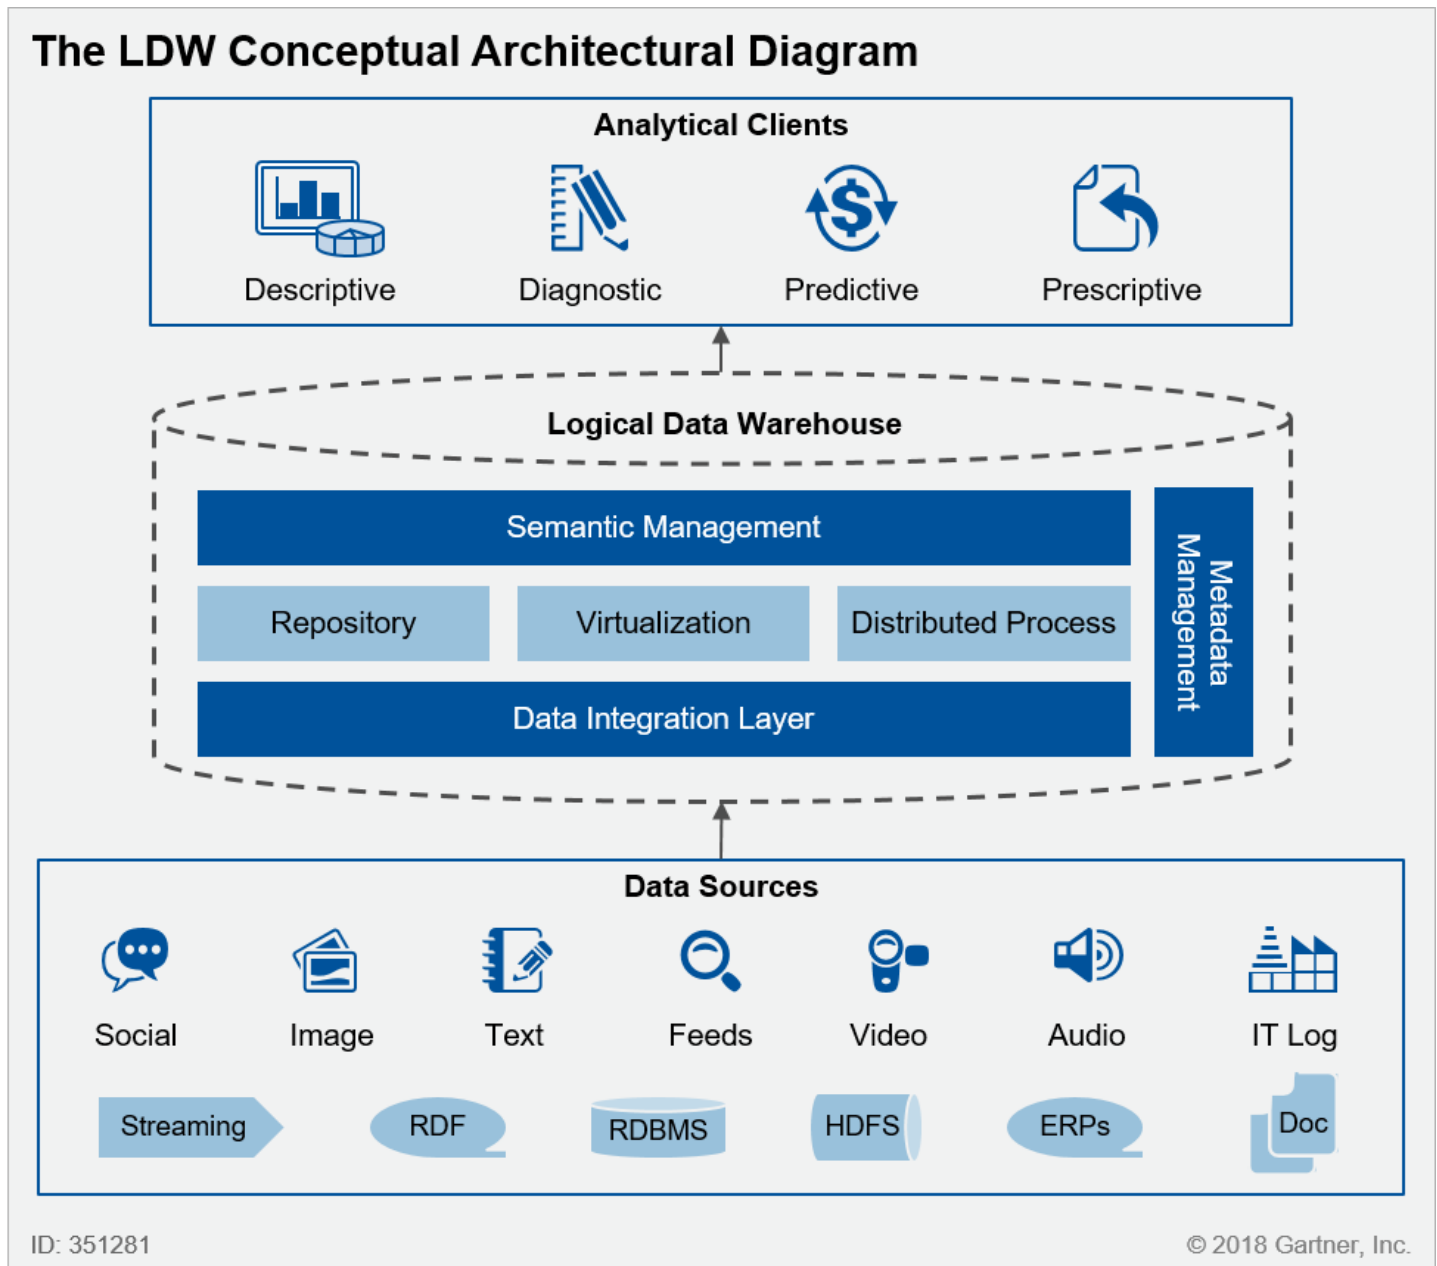 The LDW Conceptual Architectural Diagram
Analytical Clients
Descriptive
Diagnostic
Predictive
Prescriptive
Logical Data Warehouse
Semantic Management
Repository
Virtualization
Distributed Process
Data Integration Layer
Metadata
Management
Data Sources
Social
Image
Text
Feeds
Video
Audio
IT Log
Streaming
RDF
RDBMS
HDFS
ERPs
Doc
ID: 351281
© 2018 Gartner, Inc.